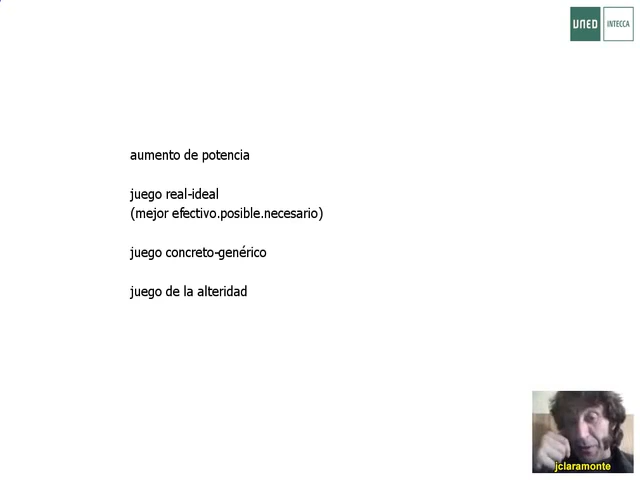 UNED INTECCA
aumento de potencia
juego real-ideal
(mejor efectivo.posible.necesario)
juego concreto-genérico
juego de la alteridad
jclaramonte